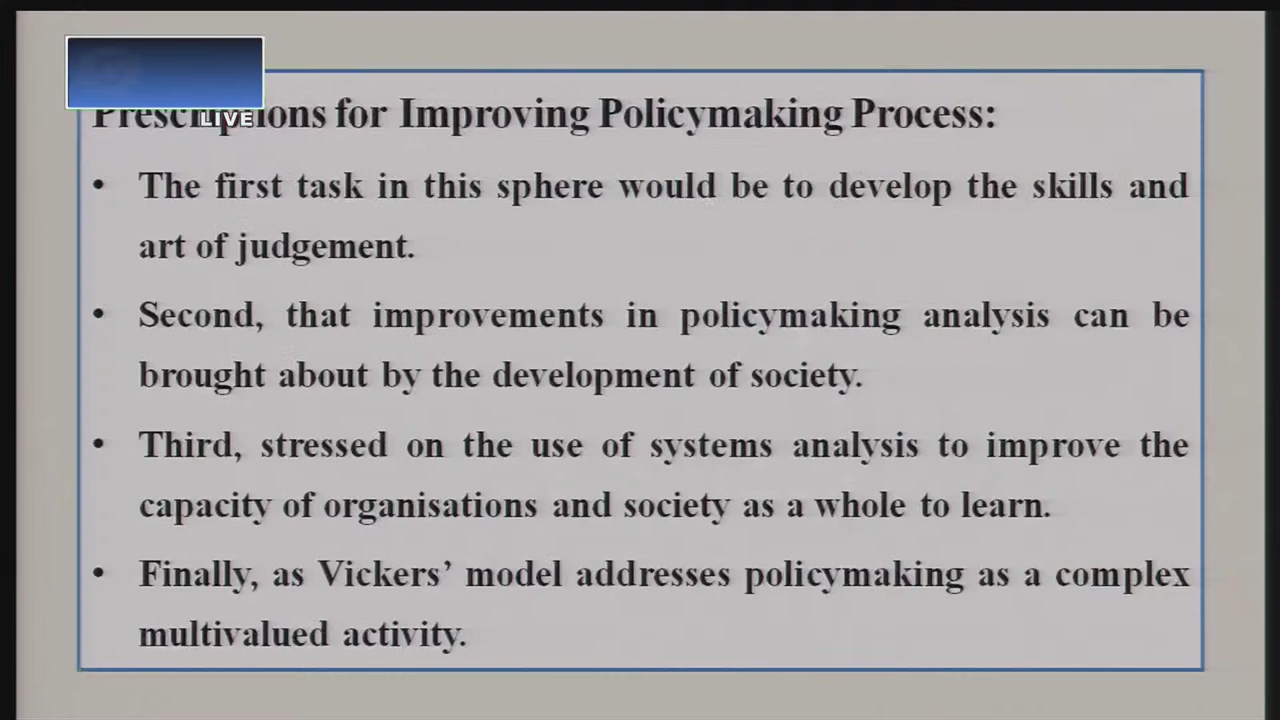 Prescriptions for Improving Policymaking Process:
LIVE
• The first task in this sphere would be to develop the skills and
art of judgement.
• Second, that improvements in policymaking analysis can be
brought about by the development of society.
• Third, stressed on the use of systems analysis to improve the
capacity of organisations and society as a whole to learn.
• Finally, as Vickers’ model addresses policymaking as a complex
multivalued activity.